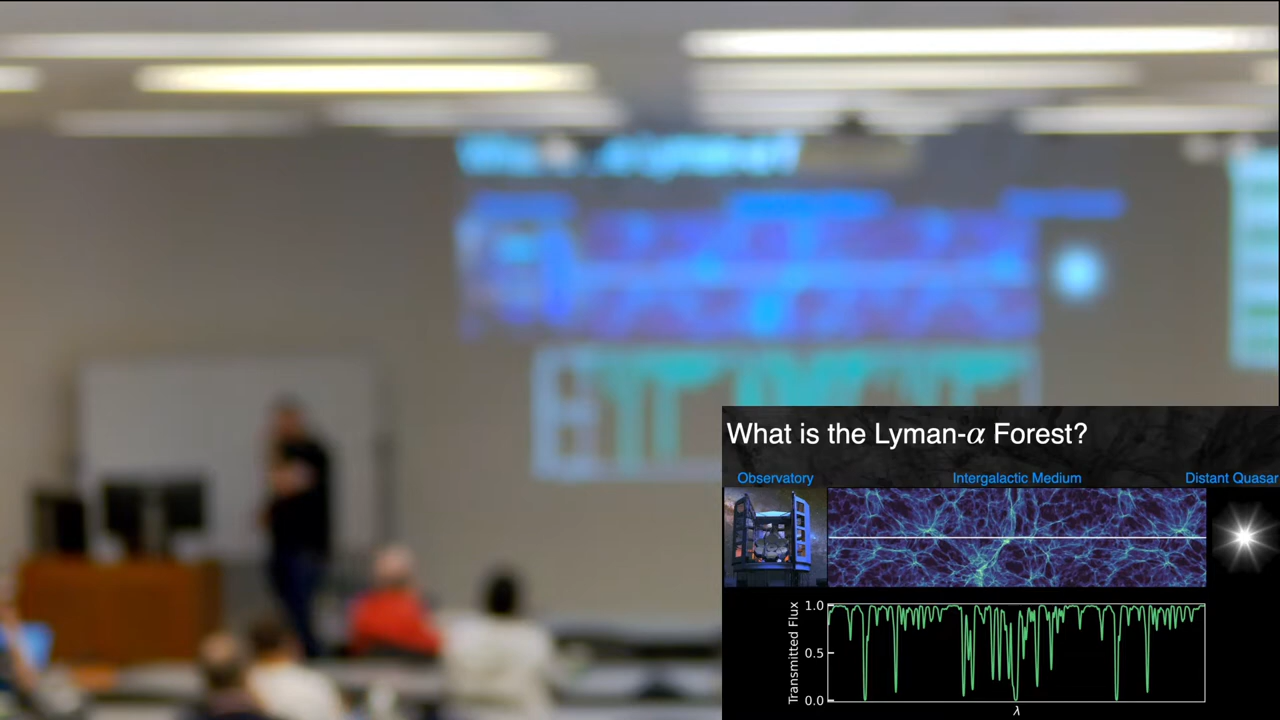 What is the Lyman-α Forest?
Observatory Intergalactic Medium Distant Quasar
Transmitted Flux
1.0
0.5
0.0
λ